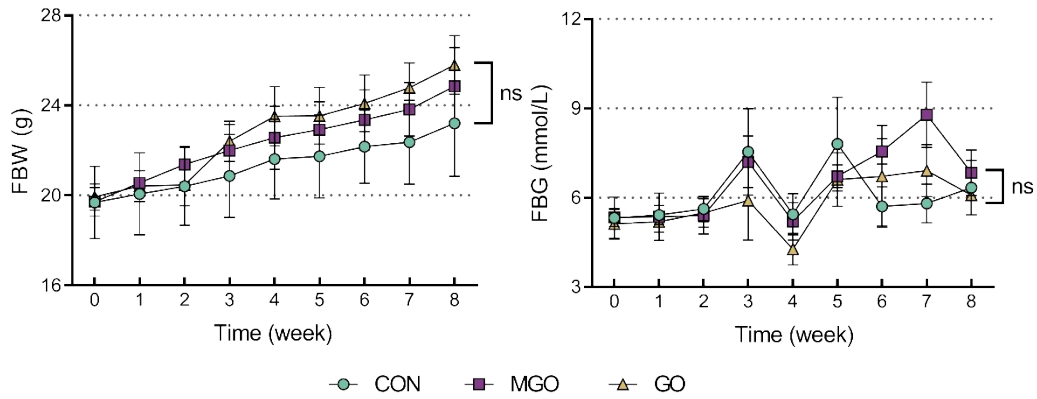 28
24
20
16
FBW (g)
ns
0 1 2 3 4 5 6 7 8
Time (week)
12
9
6
3
FBG (mmol/L)
ns
0 1 2 3 4 5 6 7 8
Time (week)
CON MGO GO